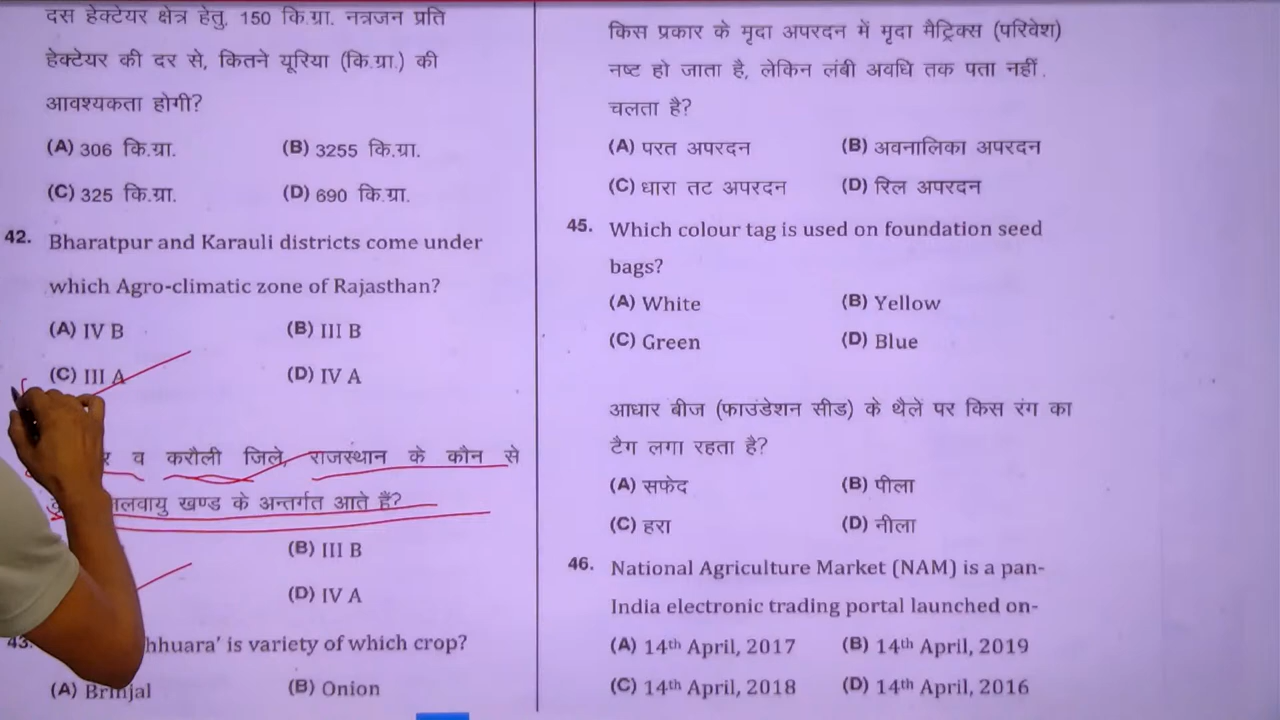 दस हेक्टेयर क्षेत्र हेतु, 150 कि.ग्रा. नत्रजन प्रति
हेक्टेयर की दर से, कितने यूरिया (कि.ग्रा.) की
आवश्यकता होगी?
(A) 306 कि.ग्रा. (B) 3255 कि.ग्रा.
(C) 325 कि.ग्रा. (D) 690 कि.ग्रा.
42. Bharatpur and Karauli districts come under
which Agro-climatic zone of Rajasthan?
(A) IV B (B) III B
(C) III A (D) IV A
व करौली जिले, राजस्थान के कौन से
खण्ड के अन्तर्गत आते हैं?
(B) III B
(D) IV A
43. is variety of which crop?
(A) Brinjal (B) Onion
किस प्रकार के मृदा अपरदन में मृदा मैट्रिक्स (परिवेश)
नष्ट हो जाता है, लेकिन लंबी अवधि तक पता नहीं
चलता है?
(A) परत अपरदन (B) अवनालिका अपरदन
(C) धारा तट अपरदन (D) रिल अपरदन
45. Which colour tag is used on foundation seed
bags?
(A) White (B) Yellow
(C) Green (D) Blue
आधार बीज (फाउंडेशन सीड) के थैले पर किस रंग का
टैग लगा रहता है?
(A) सफेद (B) पीला
(C) हरा (D) नीला
46. National Agriculture Market (NAM) is a pan-
India electronic trading portal launched on-
(A) 14th April, 2017 (B) 14th April, 2019
(C) 14th April, 2018 (D) 14th April, 2016